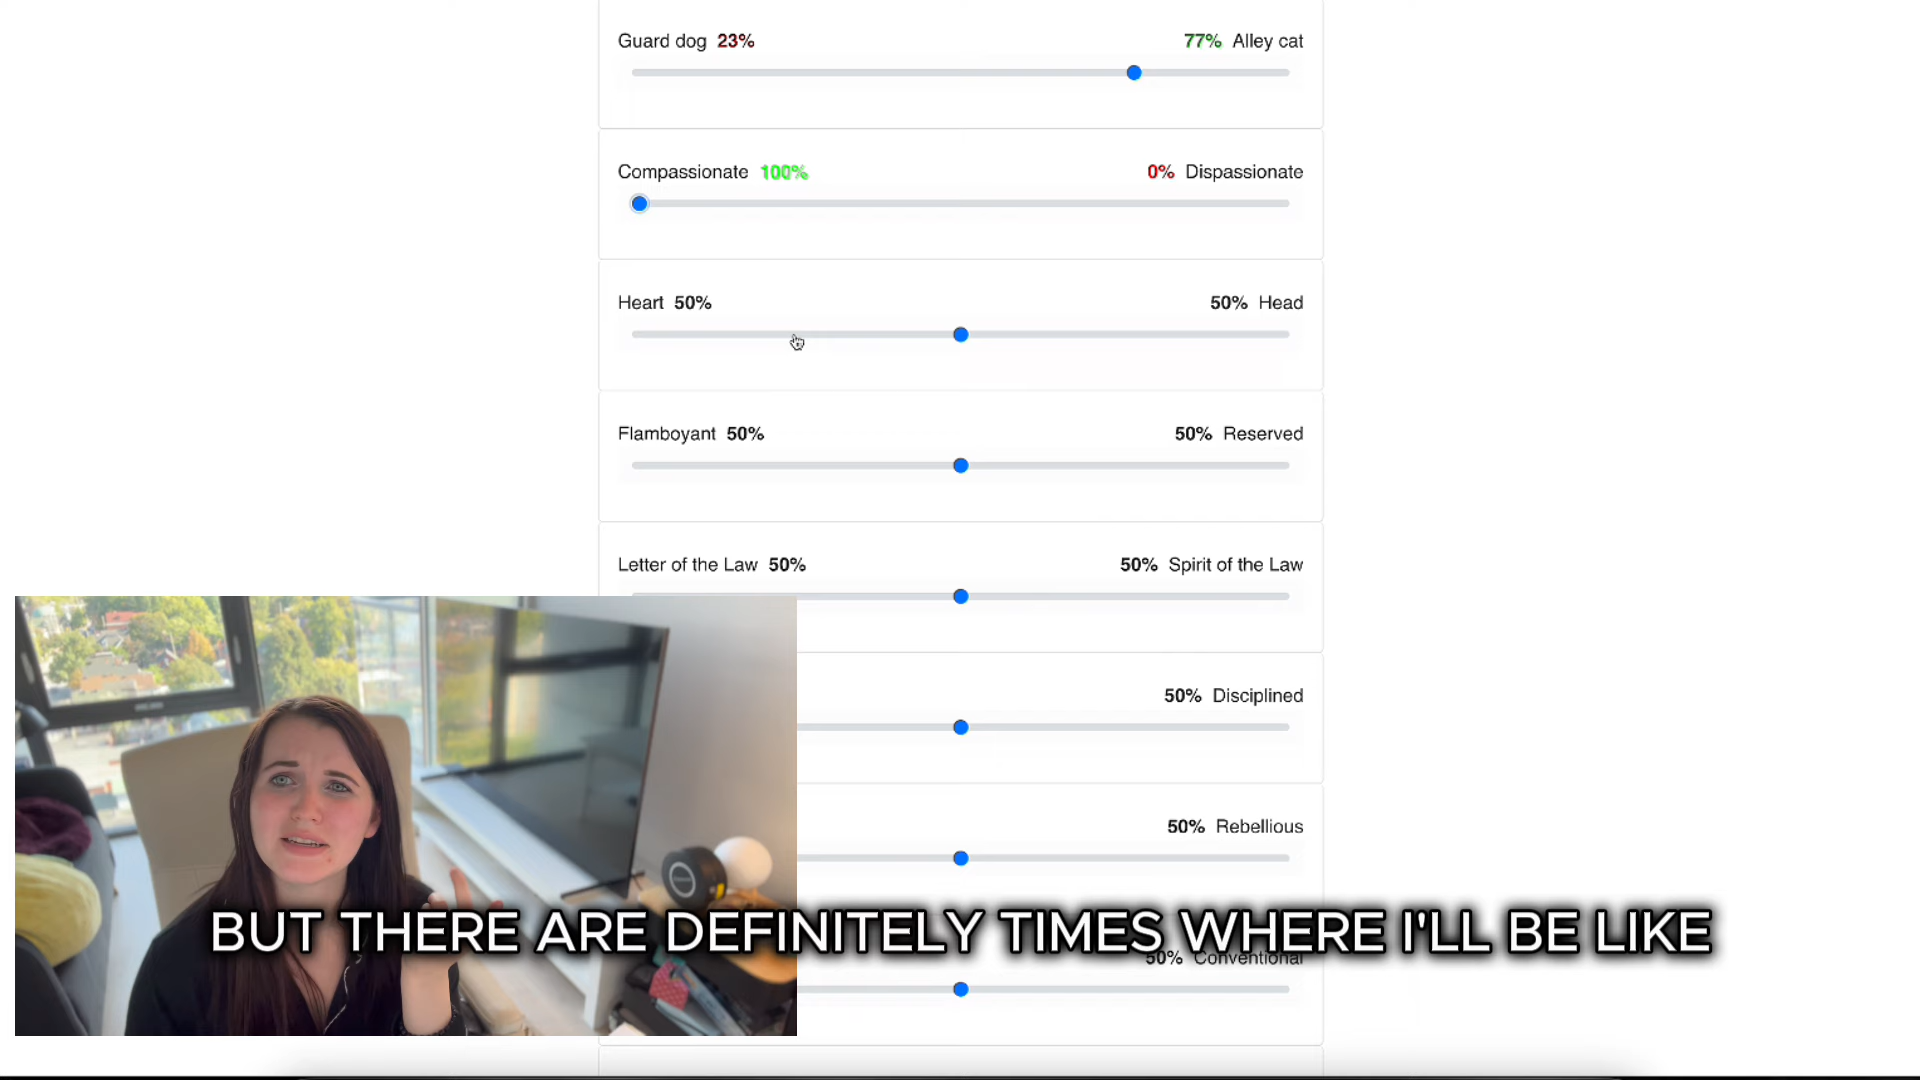 Guard dog 23% 77% Alley cat
Compassionate 100% 0% Dispassionate
Heart 50% 50% Head
Flamboyant 50% 50% Reserved
Letter of the Law 50% 50% Spirit of the Law
50% Disciplined
50% Rebellious
BUT THERE ARE DEFINITELY TIMES WHERE I'LL BE LIKE
50% Conventional